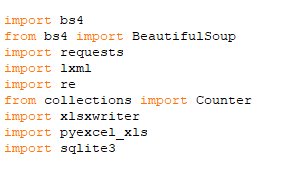 import bs4
from bs4 import BeautifulSoup
import requests
import lxml
import re
from collections import Counter
import xlsxwriter
import pyexcel_xls
import sqlite3